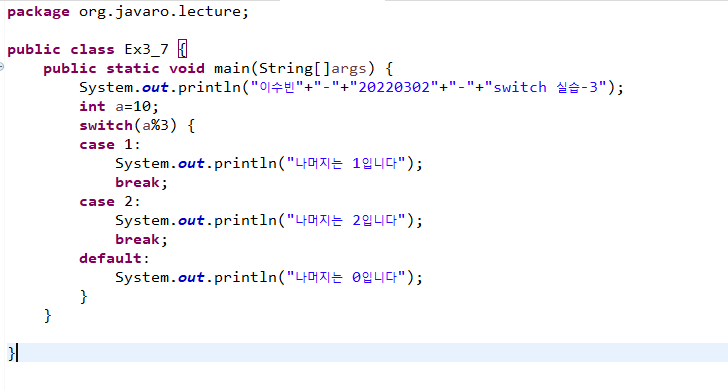 package org.javaro.lecture;
public class Ex3_7 {
public static void main(String[]args) {
System.out.println("이수빈"+"-"+"20220302"+"-"+"switch 실습-3");
int a=10;
switch(a%3) {
case 1:
System.out.println("나머지는 1입니다");
break;
case 2:
System.out.println("나머지는 2입니다");
break;
default:
System.out.println("나머지는 0입니다");
}
}
}